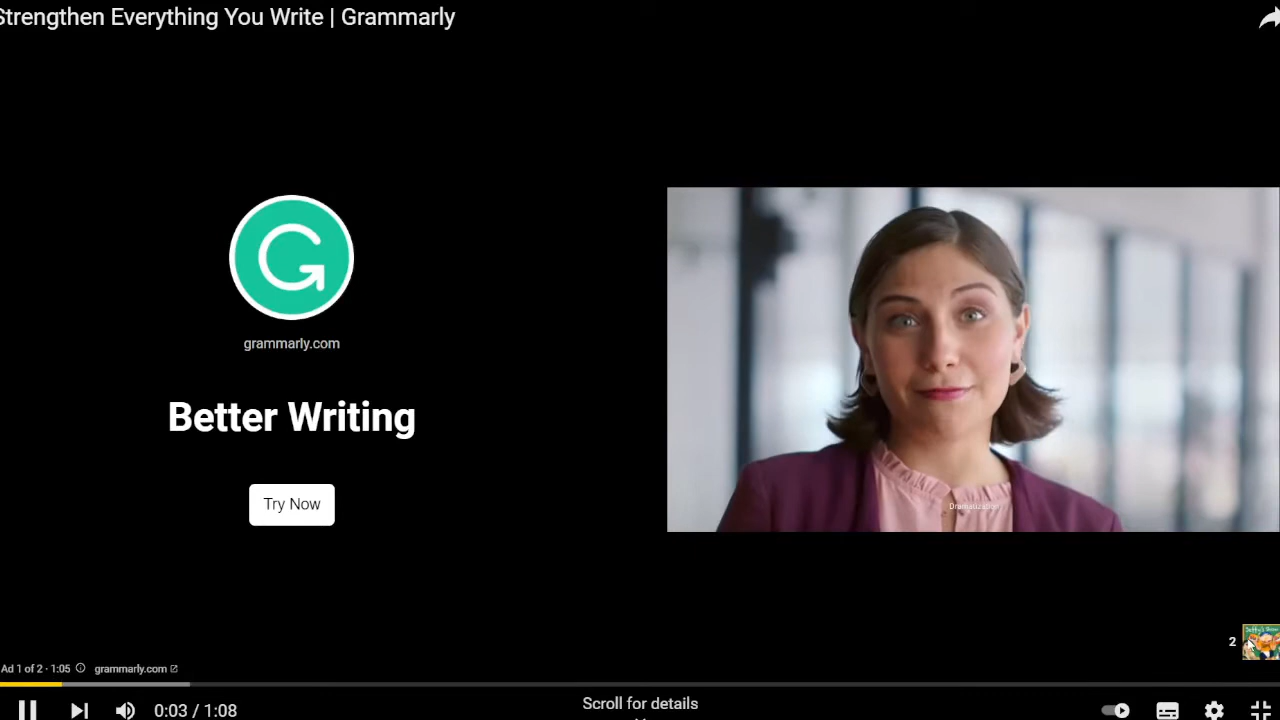 Strengthen Everything You Write | Grammarly
G
grammarly.com
Better Writing
Try Now
Dramatization
2
Ad 1 of 2 · 1:05 grammarly.com
0:03 / 1:08
Scroll for details